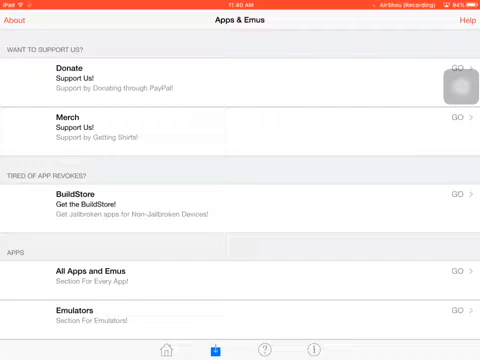 iPad 11:40 AM AirShou (Recording) 94%
About Apps & Emus Help
WANT TO SUPPORT US?
Donate
Support Us!
Support by Donating through PayPal!
GO
Merch
Support Us!
Support by Getting Shirts!
GO
TIRED OF APP REVOKES?
BuildStore
Get the BuildStore!
Get Jailbroken apps for Non-Jailbroken Devices!
GO
APPS
All Apps and Emus
Section For Every App!
GO
Emulators
Section For Emulators!
GO